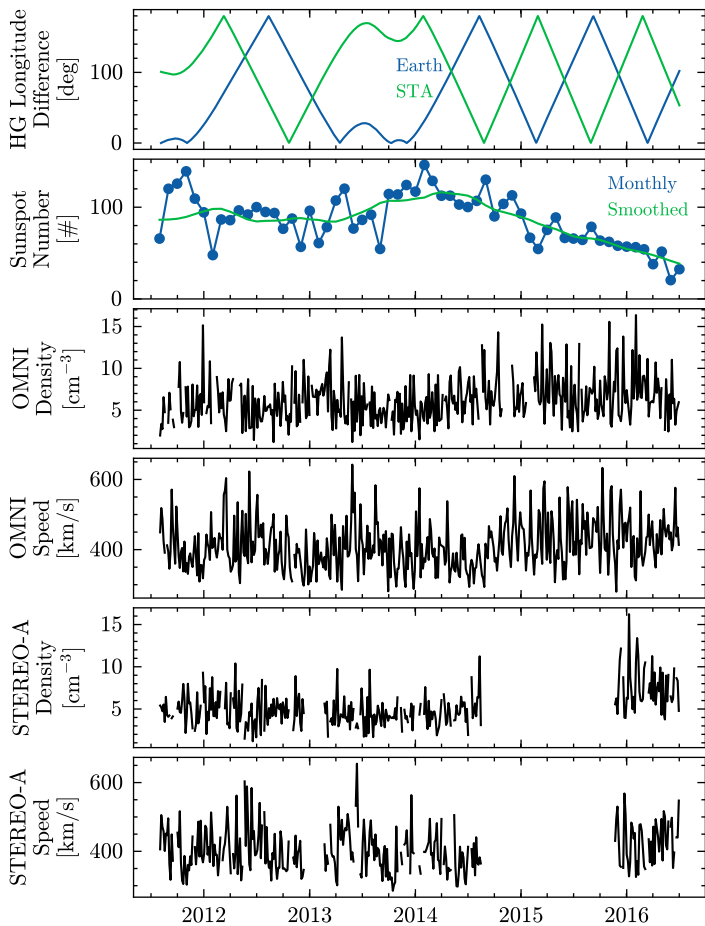 HG Longitude
Difference
[deg]
100
0
Earth
STA
Sunspot
Number
[#]
100
0
Monthly
Smoothed
OMNI
Density
[cm⁻³]
15
10
5
OMNI
Speed
[km/s]
600
400
STEREO-A
Density
[cm⁻³]
15
10
5
STEREO-A
Speed
[km/s]
600
400
2012 2013 2014 2015 2016